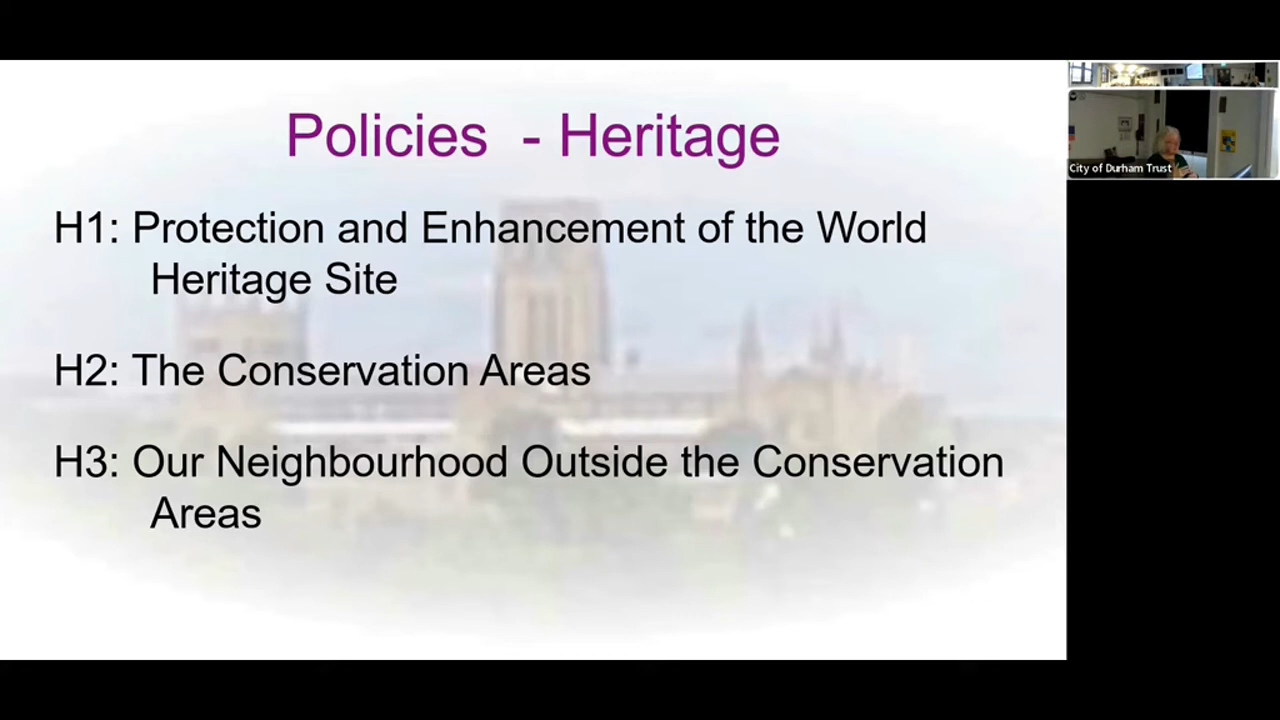 Policies - Heritage
H1: Protection and Enhancement of the World
Heritage Site
H2: The Conservation Areas
H3: Our Neighbourhood Outside the Conservation
Areas
City of Durham Trust